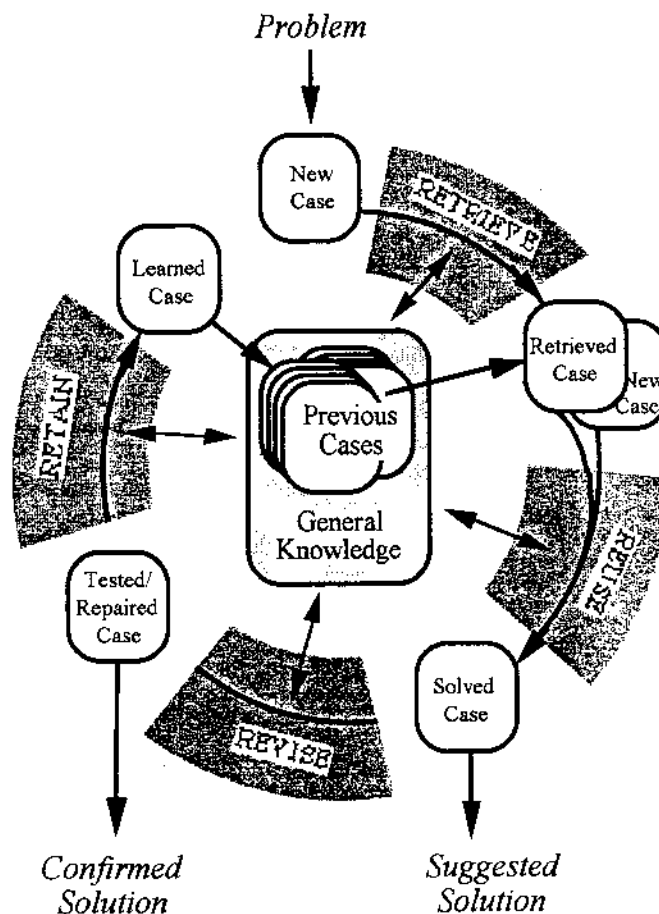 Problem
New
Case
RETRIEVE
Learned
Case
Retrieved
Case
New
Case
RETAIN
Previous
Cases
General
Knowledge
REUSE
Tested/
Repaired
Case
Solved
Case
REVISE
Confirmed
Solution
Suggested
Solution